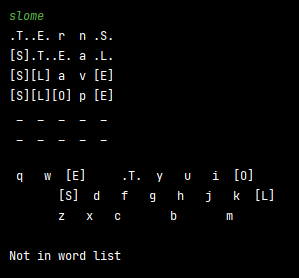 slome
.T..E. r n .S.
[S].T..E. a .L.
[S][L] a v [E]
[S][L][O] p [E]
_ _ _ _ _
_ _ _ _ _
q w [E] .T. y u i [O]
[S] d f g h j k [L]
z x c b m
Not in word list